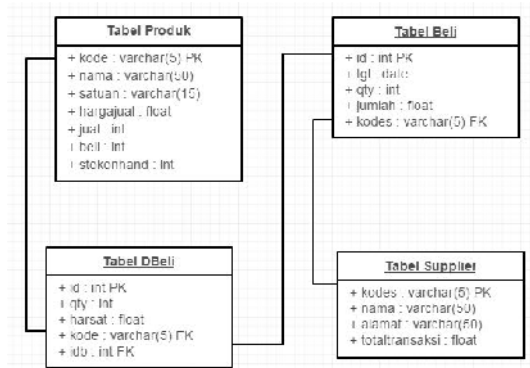 Tabel Produk
+ kode : varchar(5) PK
+ nama : varchar(50)
+ satuan : varchar(15)
+ hargajual : float
+ jual : int
+ beli : int
+ stokonhand : int
Tabel Beli
+ id : int PK
+ tgl : date
+ qty : int
+ jumlah : float
+ kodes : varchar(5) FK
Tabel DBeli
+ id : int PK
+ qty : int
+ harsat : float
+ kode : varchar(5) FK
+ idb : int FK
Tabel Supplier
+ kodes : varchar(5) PK
+ nama : varchar(50)
+ alamat : varchar(50)
+ totaltransaksi : float